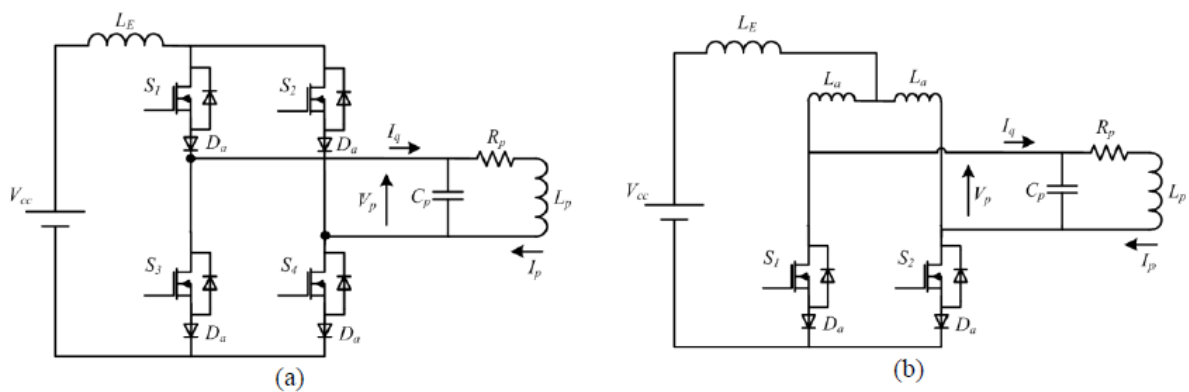 L_E
S_1
S_2
D_a
D_a
I_q
R_p
V_cc
V_p
C_p
L_p
I_p
S_3
S_4
D_a
D_a
(a)
L_E
L_a
L_a
I_q
R_p
V_cc
V_p
C_p
L_p
I_p
S_1
S_2
D_a
D_a
(b)